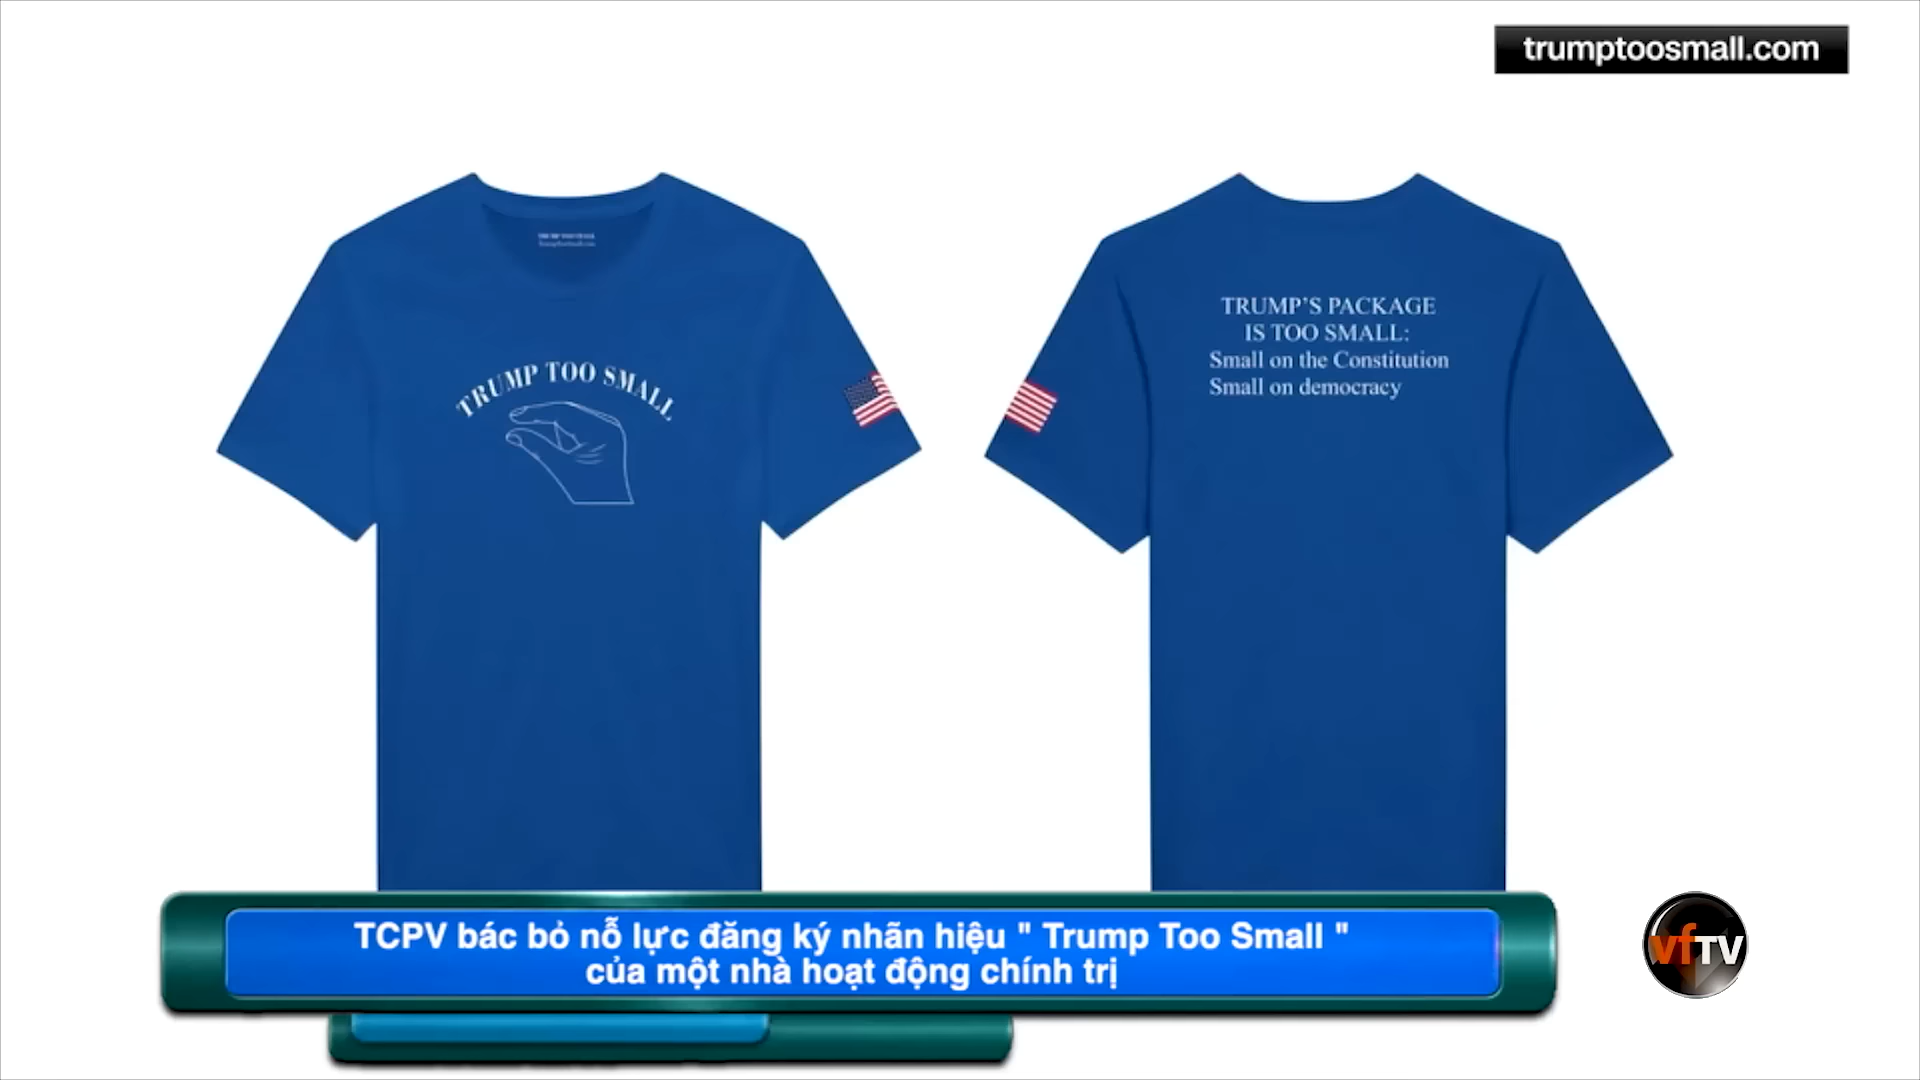 trumptoosmall.com
TRUMP TOO SMALL
TRUMP'S PACKAGE
IS TOO SMALL:
Small on the Constitution
Small on democracy
TCPV bác bỏ nỗ lực đăng ký nhãn hiệu " Trump Too Small "
của một nhà hoạt động chính trị
vfTV